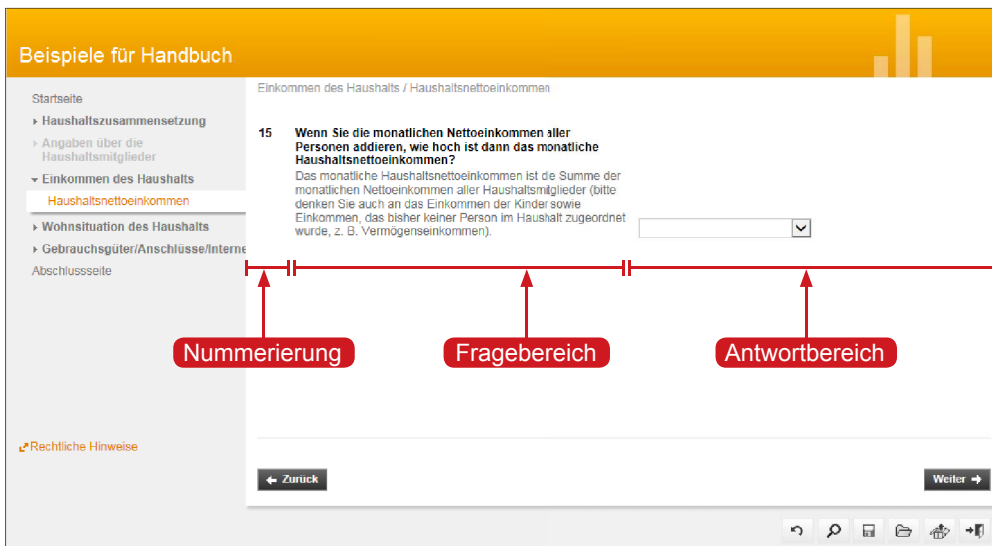 Beispiele für Handbuch
Startseite
Haushaltszusammensetzung
Angaben über die
Haushaltsmitglieder
Einkommen des Haushalts
Haushaltsnettoeinkommen
Wohnsituation des Haushalts
Gebrauchsgüter/Anschlüsse/Interne
Abschlussseite
Rechtliche Hinweise
Einkommen des Haushalts / Haushaltsnettoeinkommen
15 Wenn Sie die monatlichen Nettoeinkommen aller
Personen addieren, wie hoch ist dann das monatliche
Haushaltsnettoeinkommen?
Das monatliche Haushaltsnettoeinkommen ist de Summe der
monatlichen Nettoeinkommen aller Haushaltsmitglieder (bitte
denken Sie auch an das Einkommen der Kinder sowie
Einkommen, das bisher keiner Person im Haushalt zugeordnet
wurde, z. B. Vermögenseinkommen).
Nummerierung Fragebereich Antwortbereich
Zurück Weiter